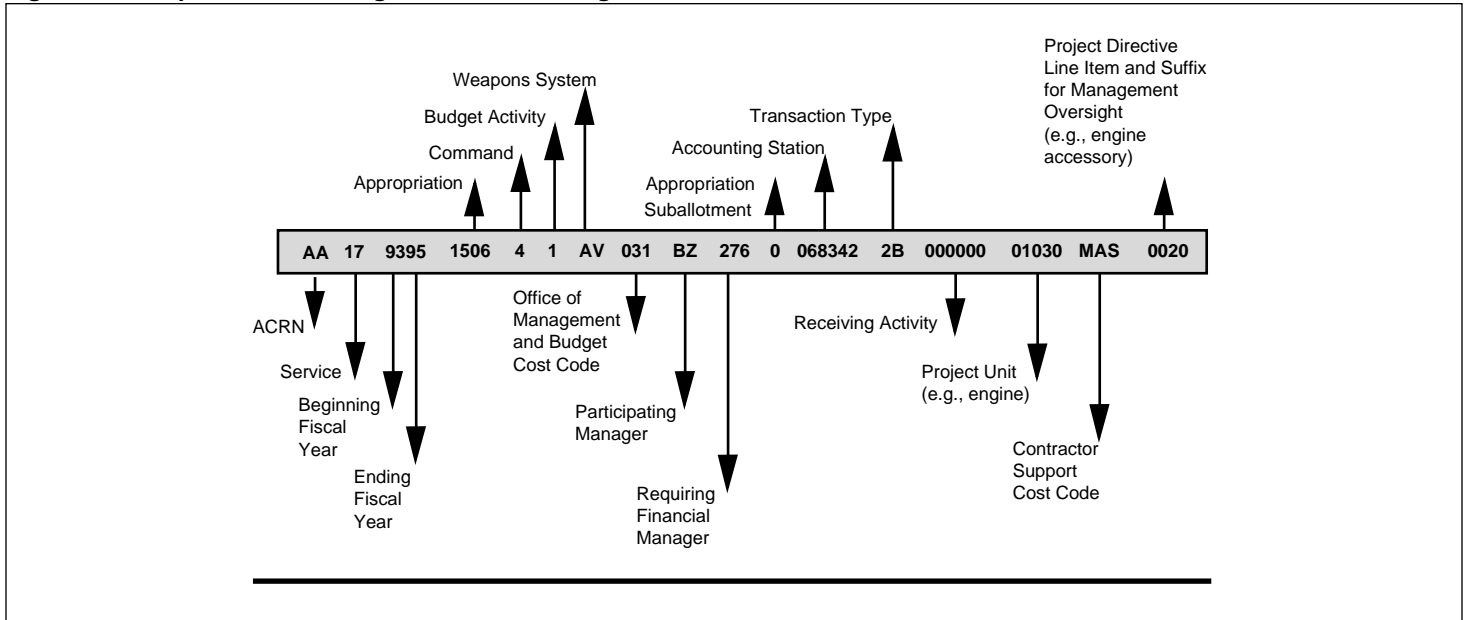 Project Directive
Line Item and Suffix
for Management
Oversight
(e.g., engine
accessory)
Weapons System
Budget Activity
Transaction Type
Command
Accounting Station
Appropriation
Appropriation
Suballotment
AA 17 9395 1506 4 1 AV 031 BZ 276 0 068342 2B 000000 01030 MAS 0020
ACRN
Service
Beginning
Fiscal
Year
Ending
Fiscal
Year
Office of
Management
and Budget
Cost Code
Participating
Manager
Requiring
Financial
Manager
Receiving Activity
Project Unit
(e.g., engine)
Contractor
Support
Cost Code